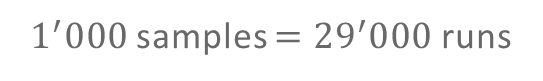 1′000 samples = 29′000 runs